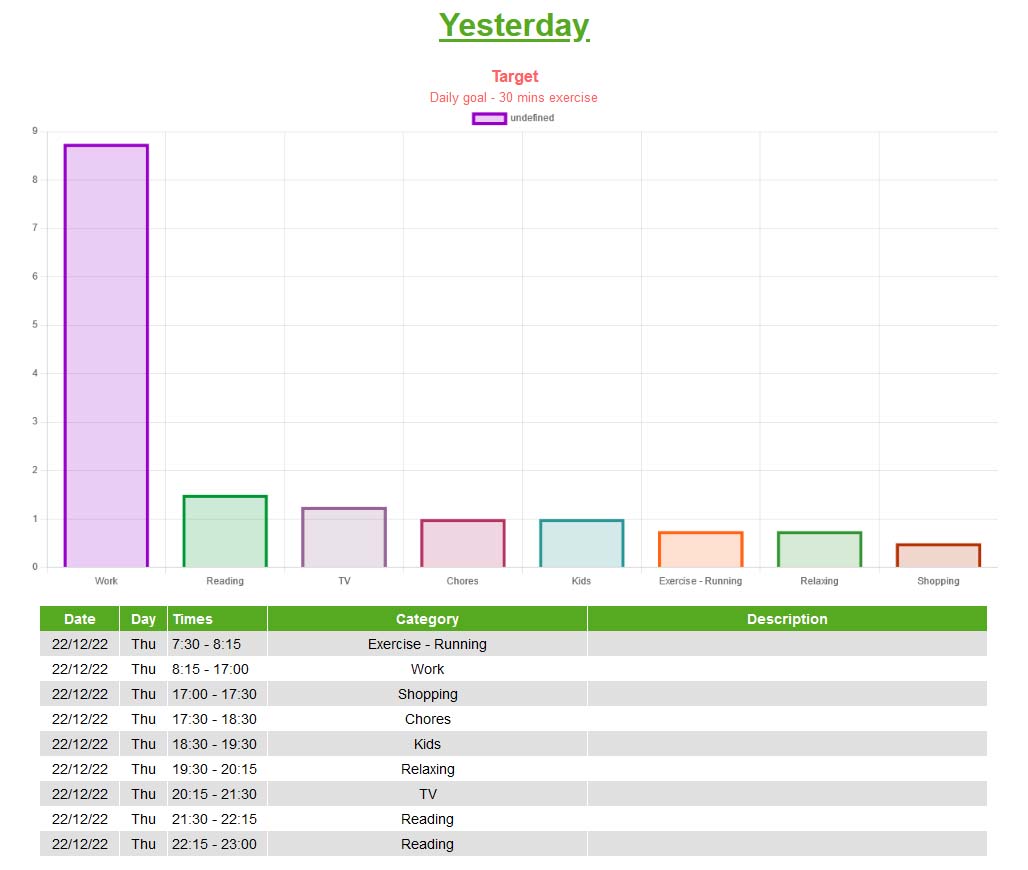 Yesterday
Target
Daily goal - 30 mins exercise
undefined
9
8
7
6
5
4
3
2
1
0
Work Reading TV Chores Kids Exercise - Running Relaxing Shopping
Date Day Times Category Description
22/12/22 Thu 7:30 - 8:15 Exercise - Running
22/12/22 Thu 8:15 - 17:00 Work
22/12/22 Thu 17:00 - 17:30 Shopping
22/12/22 Thu 17:30 - 18:30 Chores
22/12/22 Thu 18:30 - 19:30 Kids
22/12/22 Thu 19:30 - 20:15 Relaxing
22/12/22 Thu 20:15 - 21:30 TV
22/12/22 Thu 21:30 - 22:15 Reading
22/12/22 Thu 22:15 - 23:00 Reading